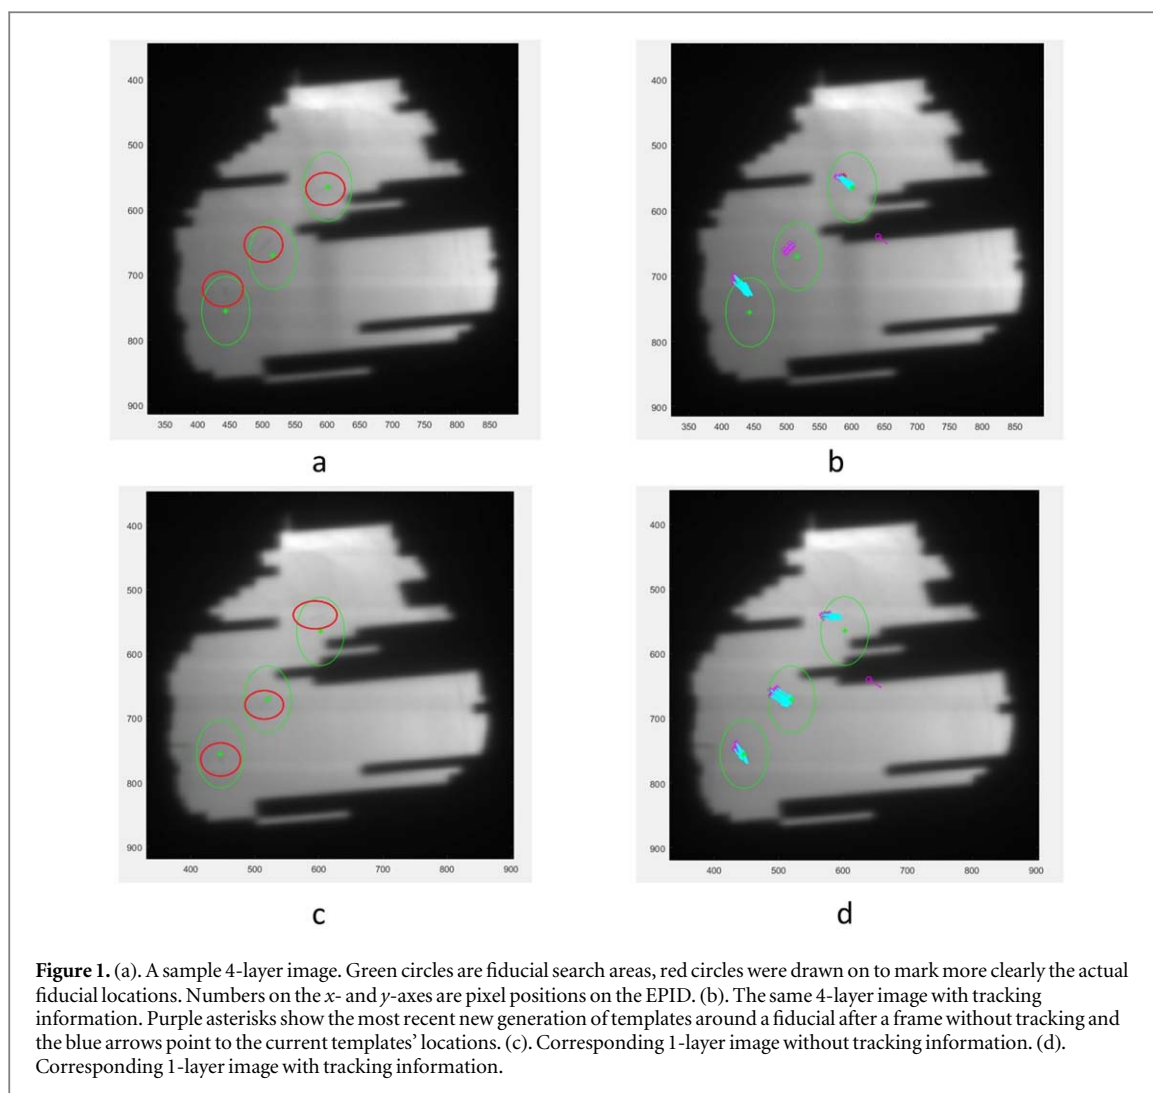 400
500
600
700
800
900
350 400 450 500 550 600 650 700 750 800 850
a
400
500
600
700
800
900
350 400 450 500 550 600 650 700 750 800 850
b
400
500
600
700
800
900
400 500 600 700 800 900
c
400
500
600
700
800
900
400 500 600 700 800 900
d
Figure 1. (a). A sample 4-layer image. Green circles are fiducial search areas, red circles were drawn on to mark more clearly the actual
fiducial locations. Numbers on the x- and y-axes are pixel positions on the EPID. (b). The same 4-layer image with tracking
information. Purple asterisks show the most recent new generation of templates around a fiducial after a frame without tracking and
the blue arrows point to the current templates' locations. (c). Corresponding 1-layer image without tracking information. (d).
Corresponding 1-layer image with tracking information.